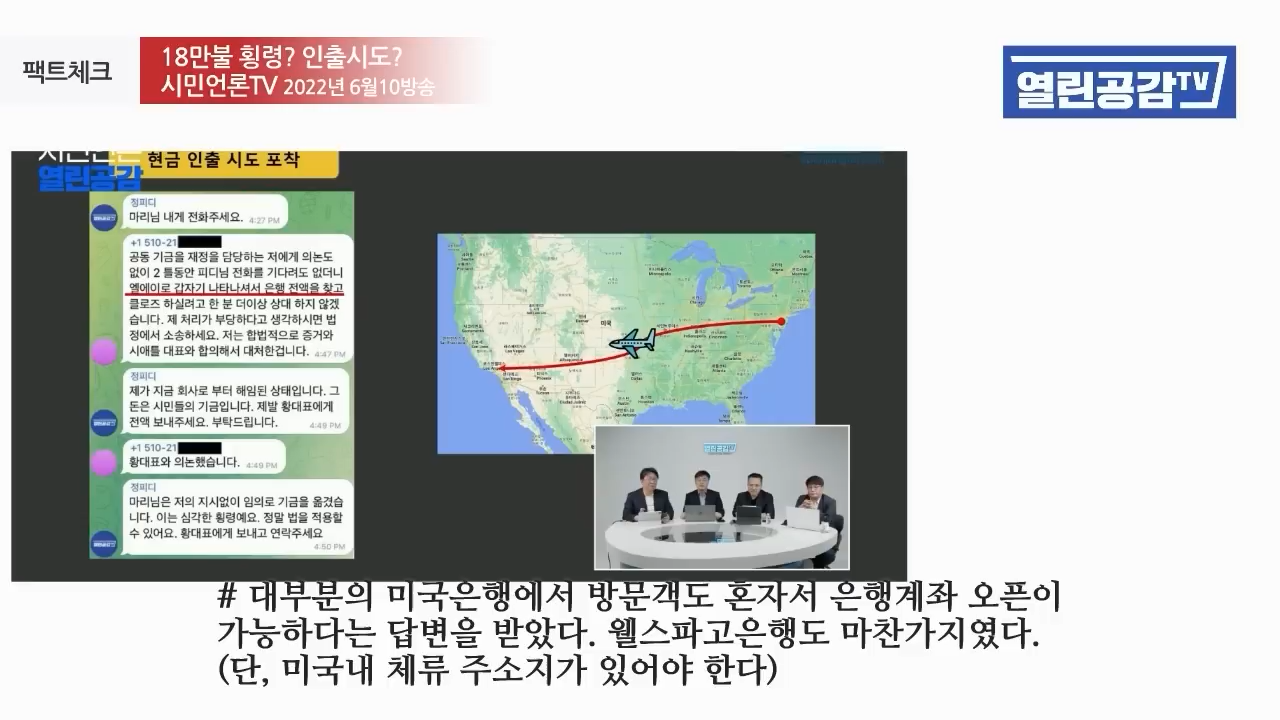 팩트체크
18만불 횡령? 인출시도?
시민언론TV 2022년 6월10방송
열린공감TV
열린공감
현금 인출 시도 포착
정피디
마리님 내게 전화주세요. 4:27 PM
+1 510-21
공동 기금을 재정을 담당하는 저에게 의논도
없이 2 틀동안 피디님 전화를 기다려도 없더니
엘에이로 갑자기 나타나셔서 은행 전액을 찾고
클로즈 하실려고 한 분 더이상 상대 하지 않겠
습니다. 제 처리가 부당하다고 생각하시면 법
정에서 소송하세요. 저는 합법적으로 증거와
시애틀 대표와 합의해서 대처한겁니다. 4:47 PM
정피디
제가 지금 회사로 부터 해임된 상태입니다. 그
돈은 시민들의 기금입니다. 제발 황대표에게
전액 보내주세요. 부탁드립니다. 4:49 PM
+1 510-21
황대표와 의논했습니다. 4:49 PM
정피디
마리님은 저의 지시없이 임의로 기금을 옮겼습
니다. 이는 심각한 횡령예요. 정말 법을 적용할
수 있어요. 황대표에게 보내고 연락주세요
4:50 PM
미국
열린공감TV
# 대부분의 미국은행에서 방문객도 혼자서 은행계좌 오픈이
가능하다는 답변을 받았다. 웰스파고은행도 마찬가지였다.
(단, 미국내 체류 주소지가 있어야 한다)